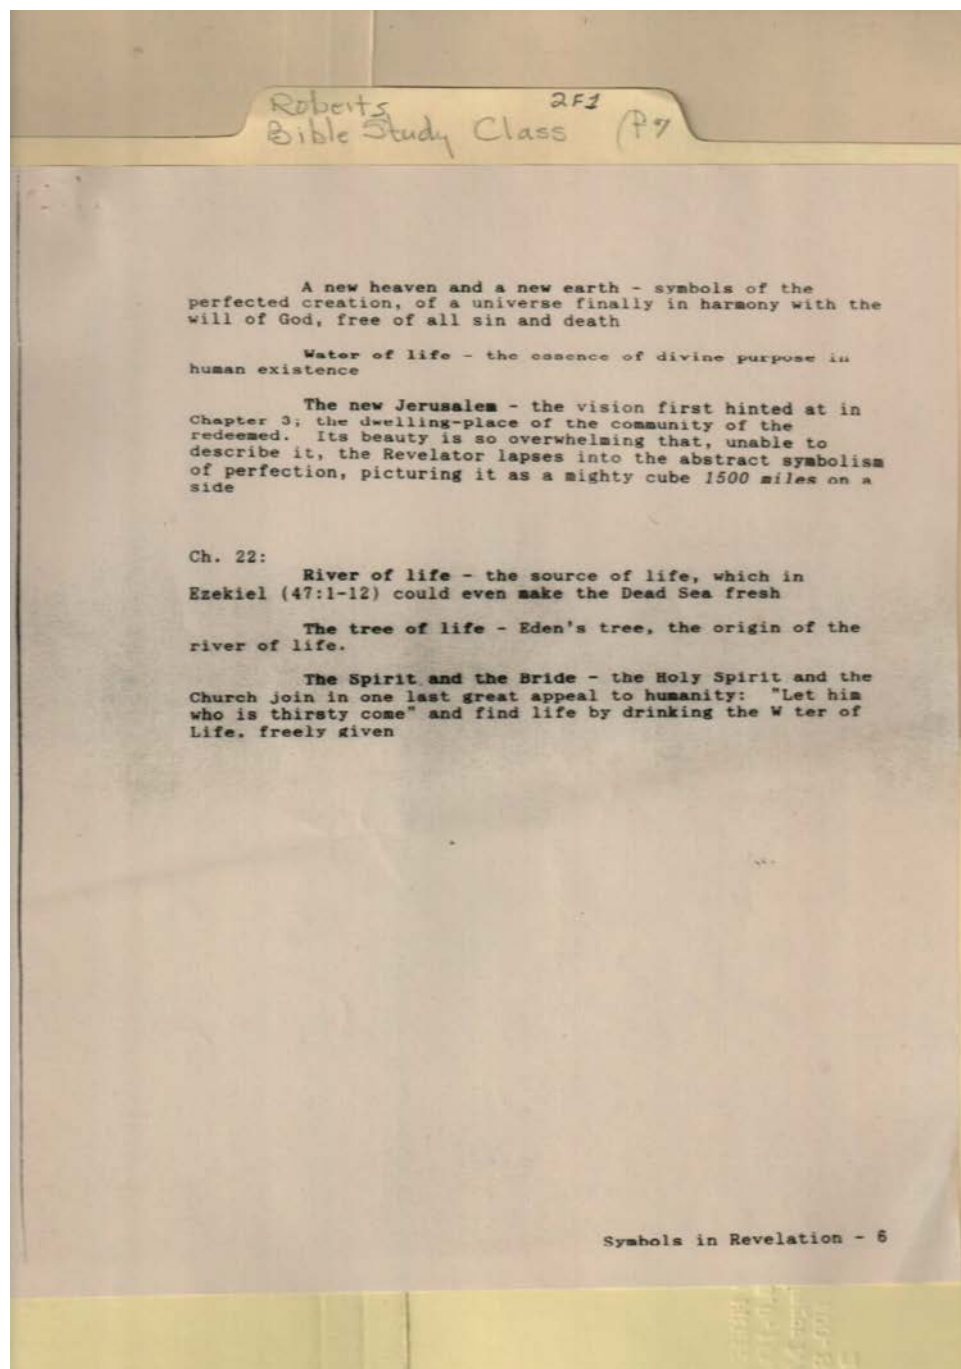 Roberts 2F1
Bible Study Class (P7
A new heaven and a new earth - symbols of the
perfected creation, of a universe finally in harmony with the
will of God, free of all sin and death
Water of life - the essence of divine purpose in
human existence
The new Jerusalem - the vision first hinted at in
Chapter 3; the dwelling-place of the community of the
redeemed. Its beauty is so overwhelming that, unable to
describe it, the Revelator lapses into the abstract symbolism
of perfection, picturing it as a mighty cube 1500 miles on a
side
Ch. 22:
River of life - the source of life, which in
Ezekiel (47:1-12) could even make the Dead Sea fresh
The tree of life - Eden's tree, the origin of the
river of life.
The Spirit and the Bride - the Holy Spirit and the
Church join in one last great appeal to humanity: "Let him
who is thirsty come" and find life by drinking the W ter of
Life, freely given
Symbols in Revelation - 6